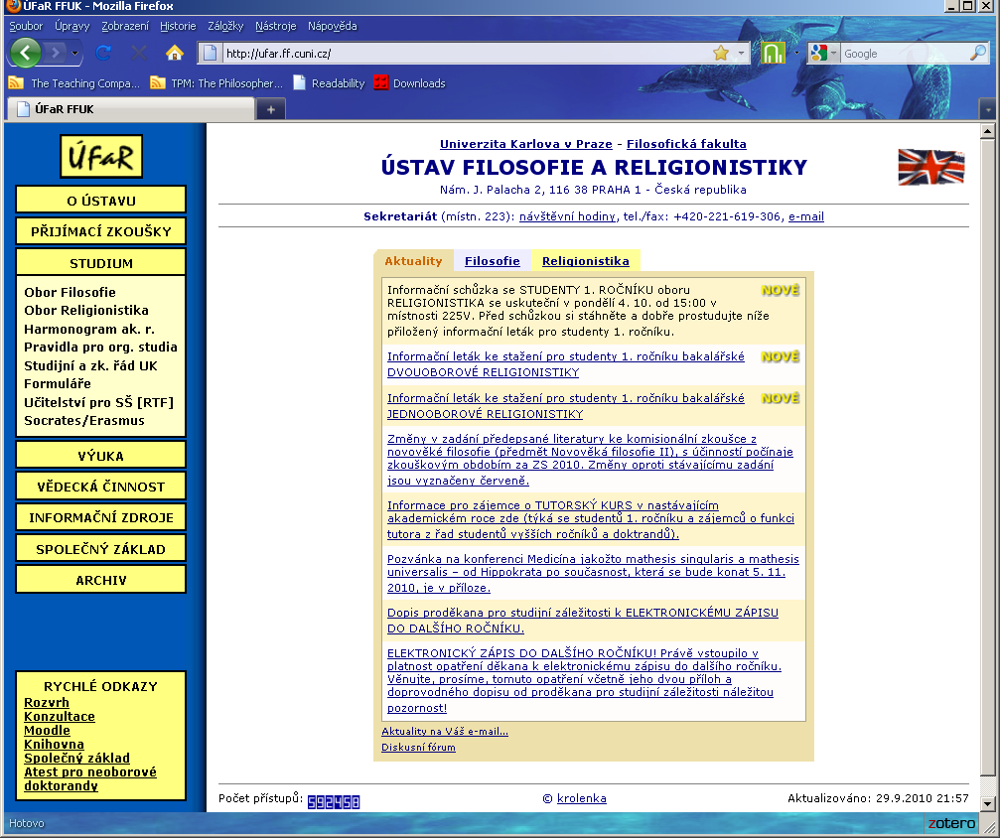 ÚFaR FFUK - Mozilla Firefox
Soubor Úpravy Zobrazení Historie Záložky Nástroje Nápověda
http://ufar.ff.cuni.cz/
Google
The Teaching Compa... TPM: The Philosopher... Readability Downloads
ÚFaR FFUK
ÚFaR
O ÚSTAVU
PŘIJÍMACÍ ZKOUŠKY
STUDIUM
Obor Filosofie
Obor Religionistika
Harmonogram ak. r.
Pravidla pro org. studia
Studijní a zk. řád UK
Formuláře
Učitelství pro SŠ [RTF]
Socrates/Erasmus
VÝUKA
VĚDECKÁ ČINNOST
INFORMAČNÍ ZDROJE
SPOLEČNÝ ZÁKLAD
ARCHIV
RYCHLÉ ODKAZY
Rozvrh
Konzultace
Moodle
Knihovna
Společný základ
Atest pro neoborové
doktorandy
Univerzita Karlova v Praze - Filosofická fakulta
ÚSTAV FILOSOFIE A RELIGIONISTIKY
Nám. J. Palacha 2, 116 38 PRAHA 1 - Česká republika
Sekretariát (místn. 223): návštěvní hodiny, tel./fax: +420-221-619-306, e-mail
Aktuality Filosofie Religionistika
Informační schůzka se STUDENTY 1. ROČNÍKU oboru NOVÉ
RELIGIONISTIKA se uskuteční v pondělí 4. 10. od 15:00 v
místnosti 225V. Před schůzkou si stáhněte a dobře prostudujte níže
přiložený informační leták pro studenty 1. ročníku.
Informační leták ke stažení pro studenty 1. ročníku bakalářské NOVÉ
DVOUOBOROVÉ RELIGIONISTIKY
Informační leták ke stažení pro studenty 1. ročníku bakalářské NOVÉ
JEDNOOBOROVÉ RELIGIONISTIKY
Změny v zadání předepsané literatury ke komisionální zkoušce z
novověké filosofie (předmět Novověká filosofie II), s účinností počínaje
zkouškovým obdobím za ZS 2010. Změny oproti stávajícímu zadání
jsou vyznačeny červeně.
Informace pro zájemce o TUTORSKÝ KURS v nastávajícím
akademickém roce zde (týká se studentů 1. ročníku a zájemců o funkci
tutora z řad studentů vyšších ročníků a doktrandů).
Pozvánka na konferenci Medicína jakožto mathesis singularis a mathesis
universalis – od Hippokrata po současnost, která se bude konat 5. 11.
2010, je v příloze.
Dopis proděkana pro studijní záležitosti k ELEKTRONICKÉMU ZÁPISU
DO DALŠÍHO ROČNÍKU.
ELEKTRONICKÝ ZÁPIS DO DALŠÍHO ROČNÍKU! Právě vstoupilo v
platnost opatření děkana k elektronickému zápisu do dalšího ročníku.
Věnujte, prosíme, tomuto opatření včetně jeho dvou příloh a
doprovodného dopisu od proděkana pro studijní záležitosti náležitou
pozornost!
Aktuality na Váš e-mail...
Diskusní fórum
Počet přístupů: 592458 © krolenka Aktualizováno: 29.9.2010 21:57
Hotovo
zotero